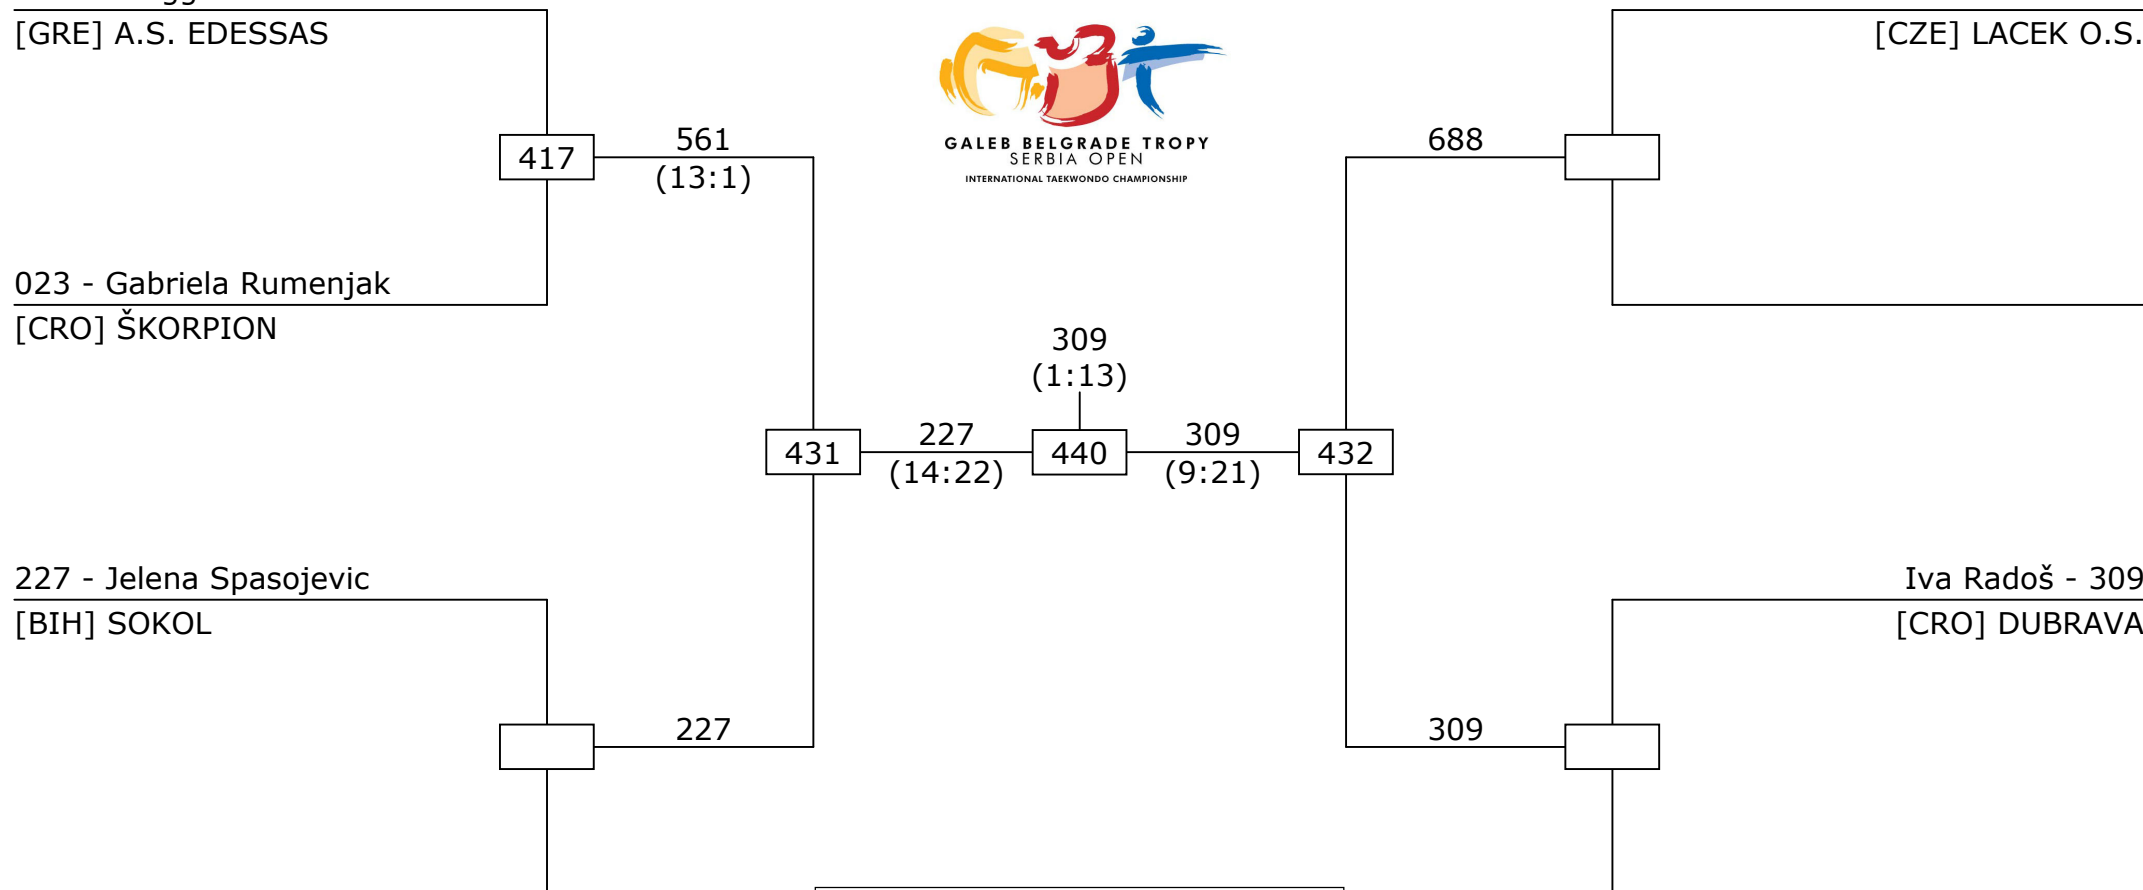 [GRE] A.S. EDESSAS
[CZE] LACEK O.S.
GALEB BELGRADE TROPY
SERBIA OPEN
INTERNATIONAL TAEKWONDO CHAMPIONSHIP
417
561
(13:1)
688
023 - Gabriela Rumenjak
[CRO] ŠKORPION
309
(1:13)
431
227
(14:22)
440
309
(9:21)
432
227 - Jelena Spasojevic
[BIH] SOKOL
Iva Radoš - 309
[CRO] DUBRAVA
227
309